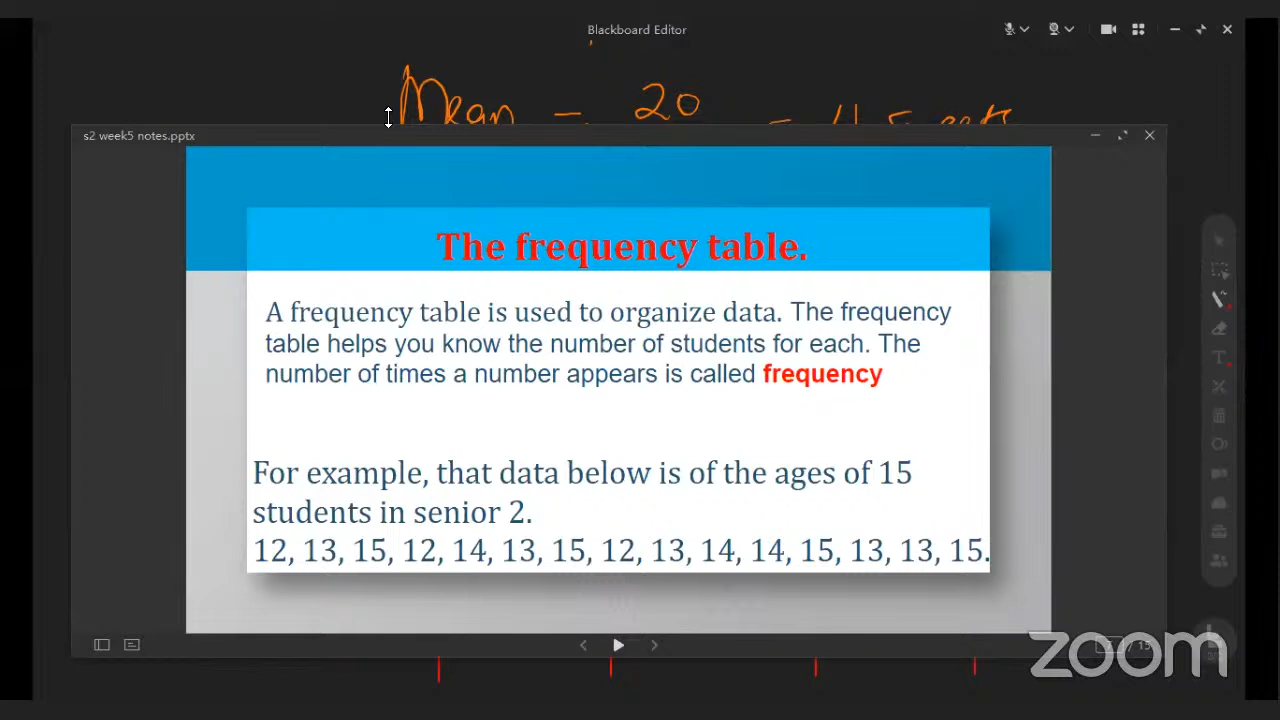 Blackboard Editor
Mean = 20 =
s2 week5 notes.pptx
The frequency table.
A frequency table is used to organize data. The frequency
table helps you know the number of students for each. The
number of times a number appears is called frequency
For example, that data below is of the ages of 15
students in senior 2.
12, 13, 15, 12, 14, 13, 15, 12, 13, 14, 14, 15, 13, 13, 15.
zoom